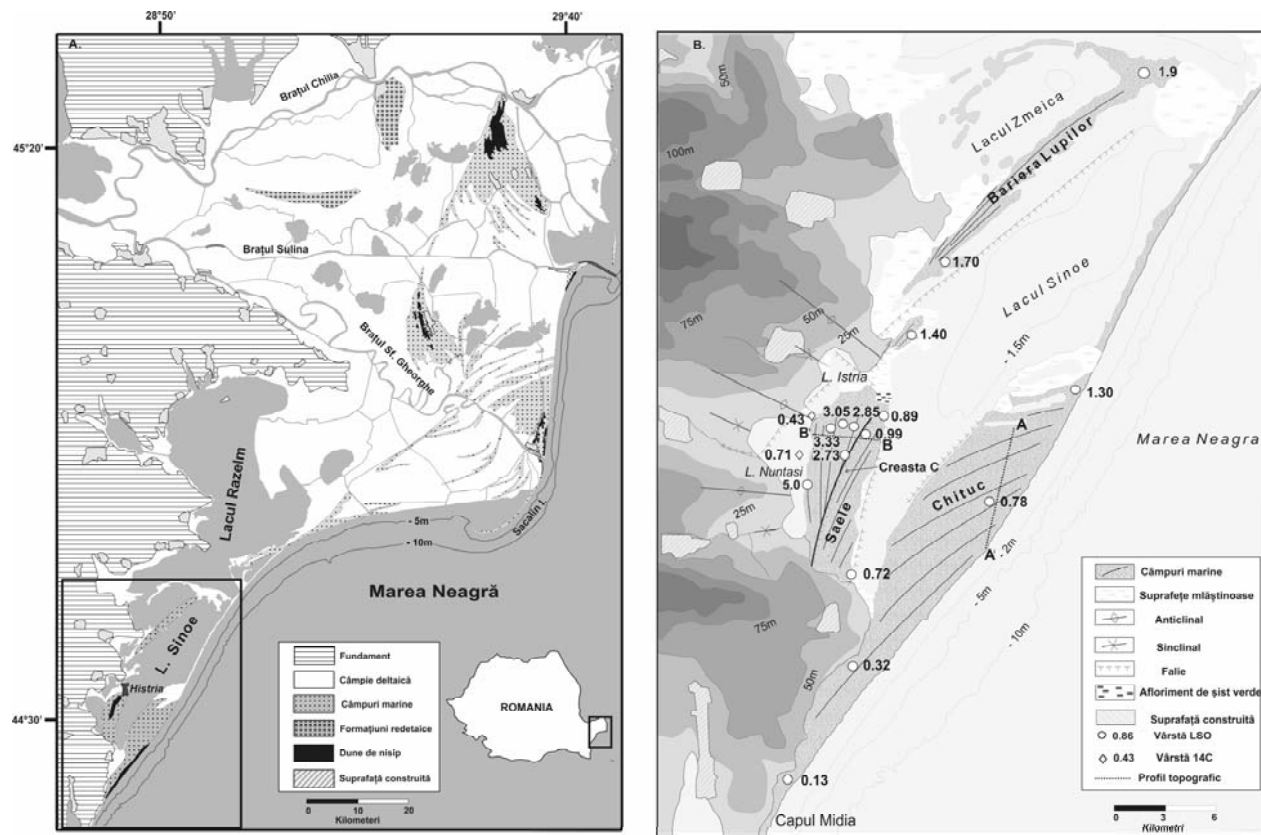 28°50'
29°40'
A.
Brațul Chilia
45°20'
Brațul Sulina
Brațul Sf. Gheorghe
Lacul Razelm
Sacalin I.
- 5m
- 10m
Marea Neagră
L. Sinoe
Histria
44°30'
Fundament
Câmpie deltaică
Câmpuri marine
Formațiuni redetaice
Dune de nisip
Suprafață construită
0 10 20
Kilometeri
ROMANIA
B.
50m
100m
75m
50m
25m
Lacul Zmeica
1.9
Bariera Lupilor
1.70
Lacul Sinoe
1.40
- 1.5m
L. Istria
1.30
0.43
3.05
2.85
0.89
B
3.33
0.99
B
0.71
2.73
L. Nuntasi
Creasta C
5.0
25m
Saele
A
Chituc
0.78
A'
Marea Neagra
- 2m
- 5m
- 10m
0.72
75m
50m
0.32
0.13
Capul Midia
Câmpuri marine
Suprafețe mlăștinoase
Anticlinal
Sinclinal
Falie
Afloriment de șist verde
Suprafață construită
0.86 Vârstă LSO
0.43 Vârstă 14C
Profil topografic
0 3 6
Kilometri